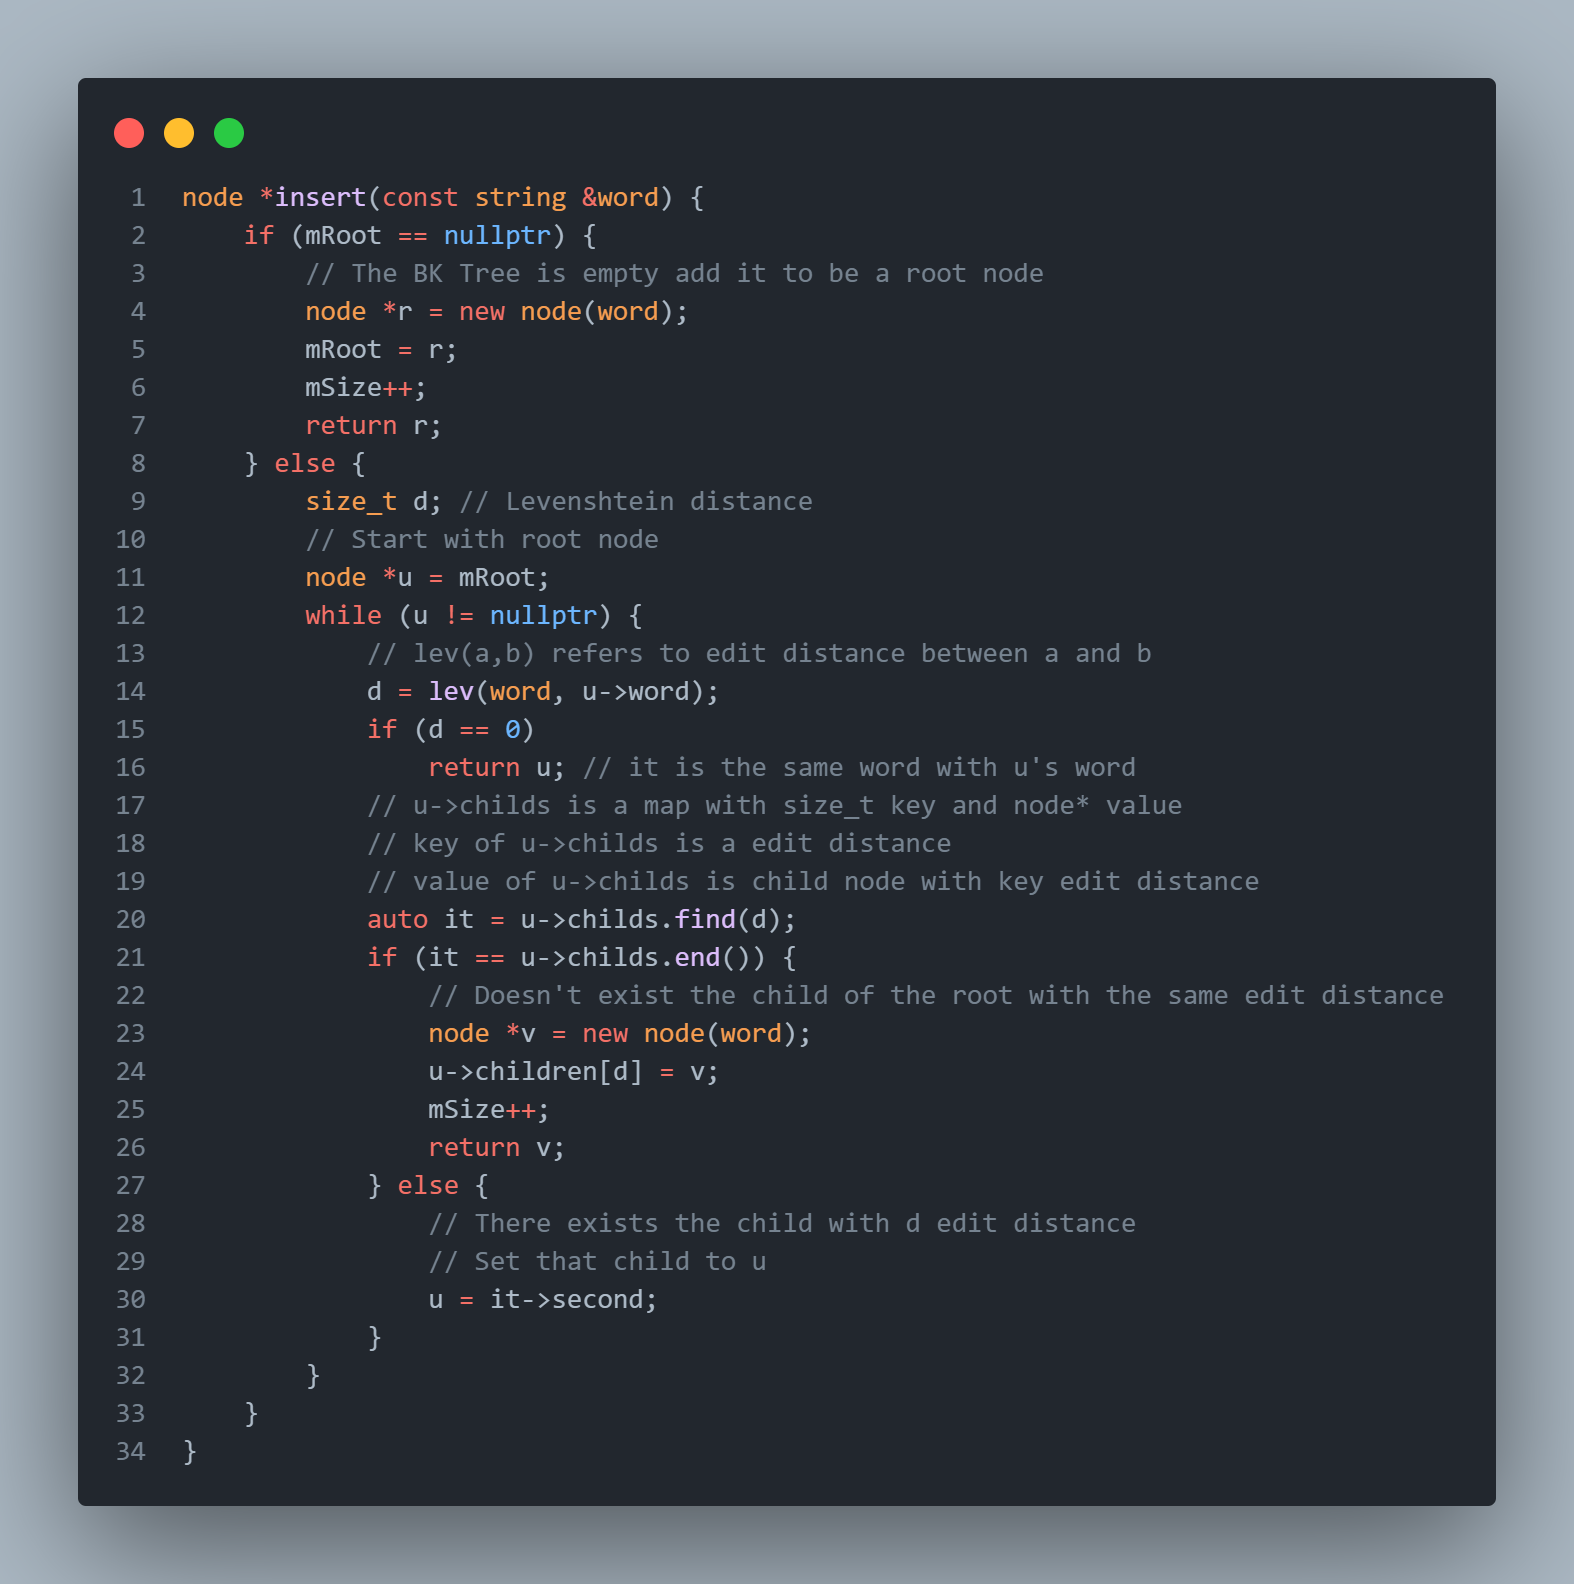 1 node *insert(const string &word) {
2     if (mRoot == nullptr) {
3         // The BK Tree is empty add it to be a root node
4         node *r = new node(word);
5         mRoot = r;
6         mSize++;
7         return r;
8     } else {
9         size_t d; // Levenshtein distance
10         // Start with root node
11         node *u = mRoot;
12         while (u != nullptr) {
13             // lev(a,b) refers to edit distance between a and b
14             d = lev(word, u->word);
15             if (d == 0)
16                 return u; // it is the same word with u's word
17             // u->childs is a map with size_t key and node* value
18             // key of u->childs is a edit distance
19             // value of u->childs is child node with key edit distance
20             auto it = u->childs.find(d);
21             if (it == u->childs.end()) {
22                 // Doesn't exist the child of the root with the same edit distance
23                 node *v = new node(word);
24                 u->children[d] = v;
25                 mSize++;
26                 return v;
27             } else {
28                 // There exists the child with d edit distance
29                 // Set that child to u
30                 u = it->second;
31             }
32         }
33     }
34 }